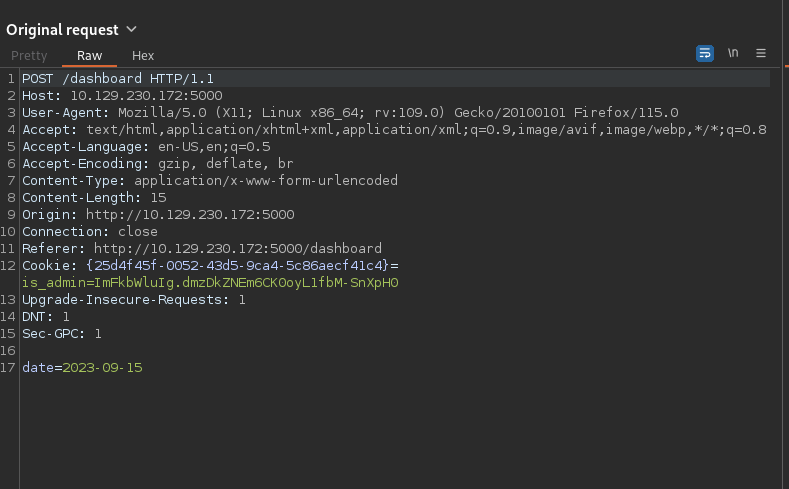 Original request
Pretty Raw Hex
\n
1 POST /dashboard HTTP/1.1
2 Host: 10.129.230.172:5000
3 User-Agent: Mozilla/5.0 (X11; Linux x86_64; rv:109.0) Gecko/20100101 Firefox/115.0
4 Accept: text/html,application/xhtml+xml,application/xml;q=0.9,image/avif,image/webp,*/*;q=0.8
5 Accept-Language: en-US,en;q=0.5
6 Accept-Encoding: gzip, deflate, br
7 Content-Type: application/x-www-form-urlencoded
8 Content-Length: 15
9 Origin: http://10.129.230.172:5000
10 Connection: close
11 Referer: http://10.129.230.172:5000/dashboard
12 Cookie: {25d4f45f-0052-43d5-9ca4-5c86aecf41c4}=
is_admin=ImFkbWluIg.dmzDkZNEm6CK0oyL1fbM-SnXpH0
13 Upgrade-Insecure-Requests: 1
14 DNT: 1
15 Sec-GPC: 1
16
17 date=2023-09-15